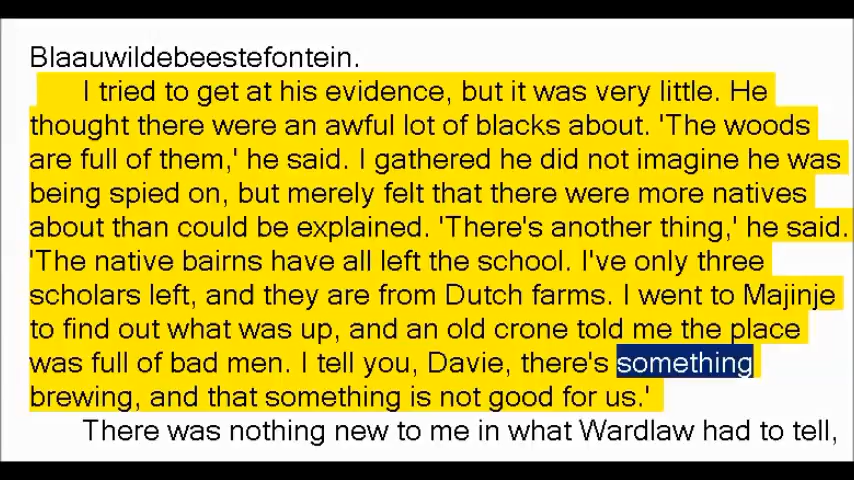 Blaauwildebeestefontein.
I tried to get at his evidence, but it was very little. He
thought there were an awful lot of blacks about. 'The woods
are full of them,' he said. I gathered he did not imagine he was
being spied on, but merely felt that there were more natives
about than could be explained. 'There's another thing,' he said.
'The native bairns have all left the school. I've only three
scholars left, and they are from Dutch farms. I went to Majinje
to find out what was up, and an old crone told me the place
was full of bad men. I tell you, Davie, there's something
brewing, and that something is not good for us.'
There was nothing new to me in what Wardlaw had to tell,